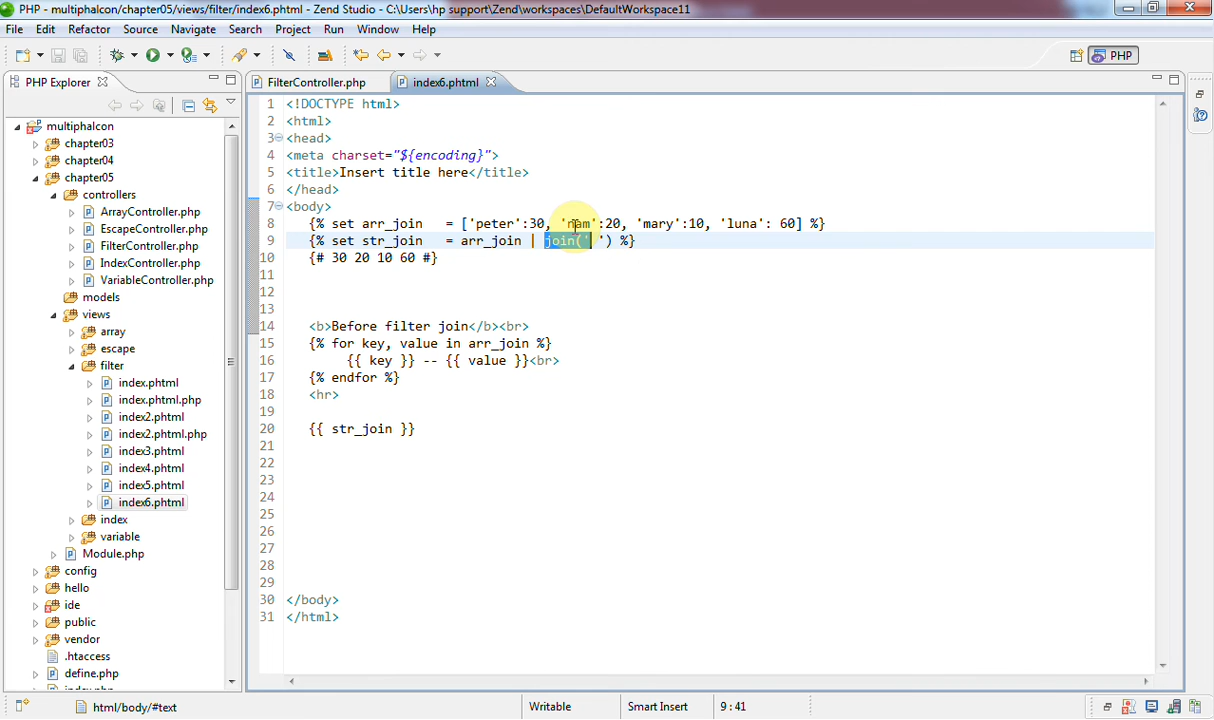 PHP - multiphalcon/chapter05/views/filter/index6.phtml - Zend Studio - C:\Users\hp support\Zend\workspaces\DefaultWorkspace11
File Edit Refactor Source Navigate Search Project Run Window Help
PHP
PHP Explorer
FilterController.php
index6.phtml
multiphalcon
chapter03
chapter04
chapter05
controllers
ArrayController.php
EscapeController.php
FilterController.php
IndexController.php
VariableController.php
models
views
array
escape
filter
index.phtml
index.phtml.php
index2.phtml
index2.phtml.php
index3.phtml
index4.phtml
index5.phtml
index6.phtml
index
variable
Module.php
config
hello
ide
public
vendor
.htaccess
define.php
1 <!DOCTYPE html>
2 <html>
3 <head>
4 <meta charset="${encoding}">
5 <title>Insert title here</title>
6 </head>
7 <body>
8 {% set arr_join = ['peter':30, 'nam':20, 'mary':10, 'luna': 60] %}
9 {% set str_join = arr_join | join(' ') %}
10 {# 30 20 10 60 #}
11
12
13
14 <b>Before filter join</b><br>
15 {% for key, value in arr_join %}
16 {{ key }} -- {{ value }}<br>
17 {% endfor %}
18 <hr>
19
20 {{ str_join }}
21
22
23
24
25
26
27
28
29
30 </body>
31 </html>
html/body/#text
Writable
Smart Insert
9 : 41